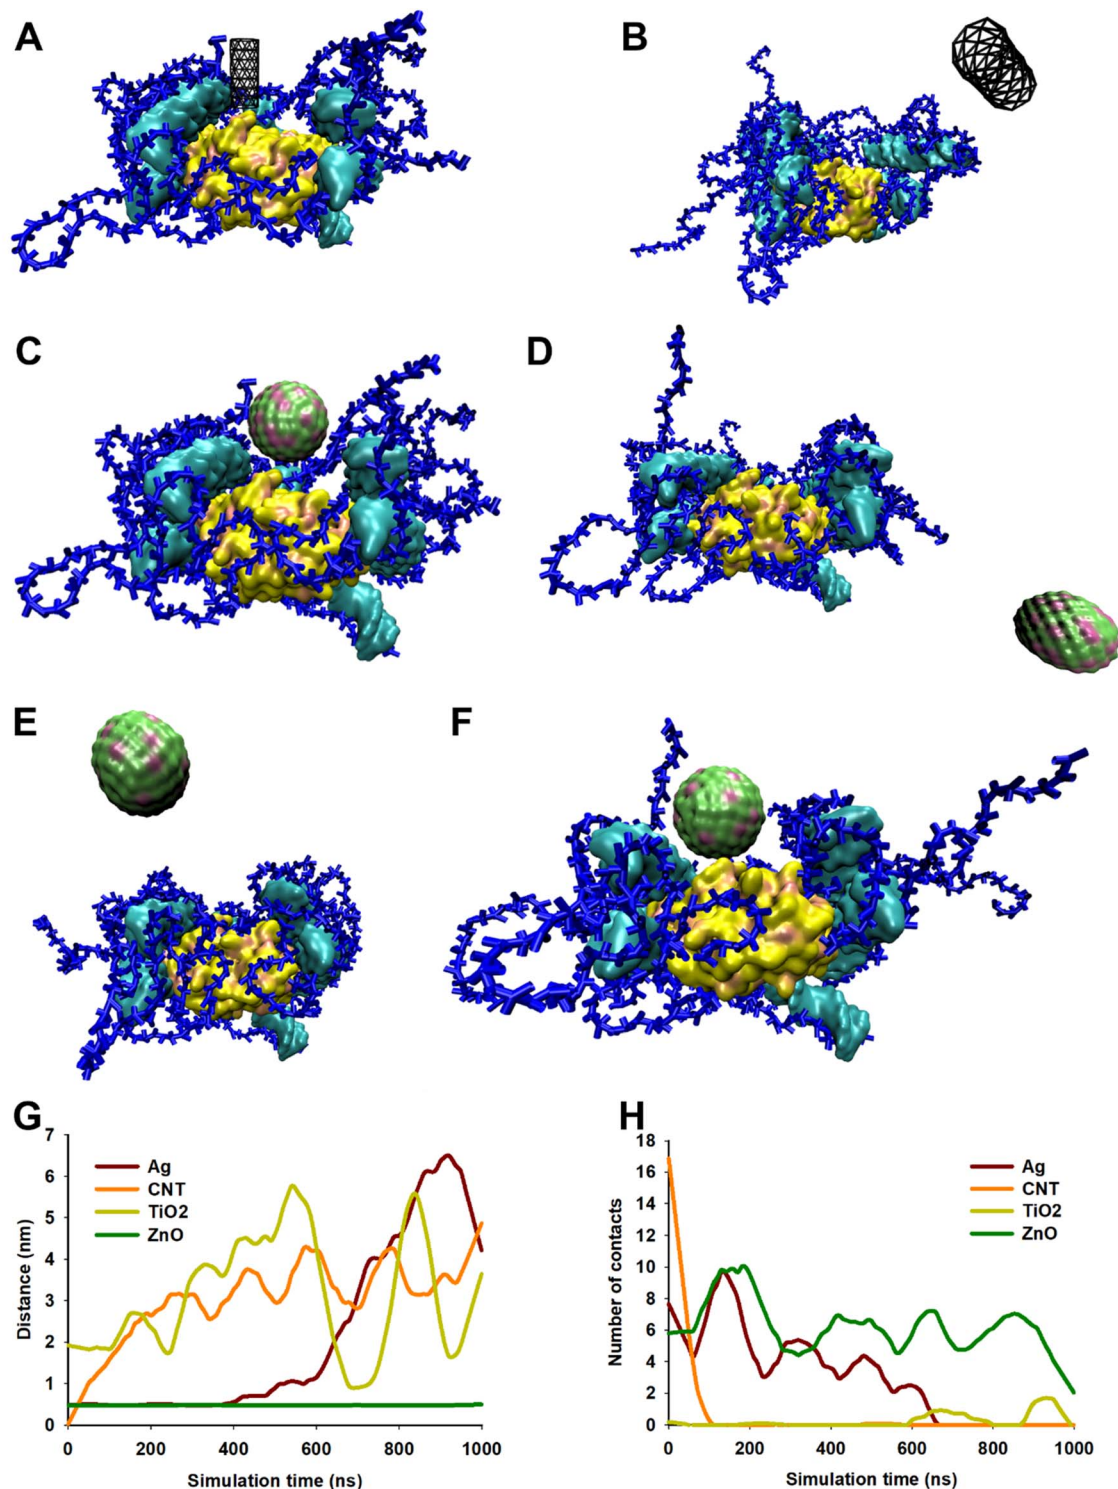 A
B
C
D
E
F
G
H
7
6
5
4
3
2
1
0
Distance (nm)
Ag
CNT
TiO2
ZnO
0
200
400
600
800
1000
Simulation time (ns)
18
16
14
12
10
8
6
4
2
0
Number of contacts
Ag
CNT
TiO2
ZnO
0
200
400
600
800
1000
Simulation time (ns)